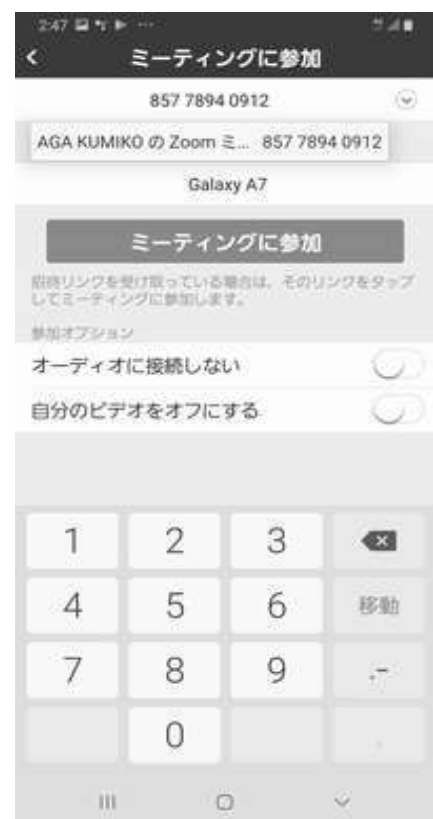 2:47
ミーティングに参加
857 7894 0912
AGA KUMIKO の Zoom ミ... 857 7894 0912
Galaxy A7
ミーティングに参加
招待リンクを受け取っている場合は、そのリンクをタップ
してミーティングに参加します。
参加オプション
オーディオに接続しない
自分のビデオをオフにする
1 2 3
4 5 6 移動
7 8 9 .-
0 .